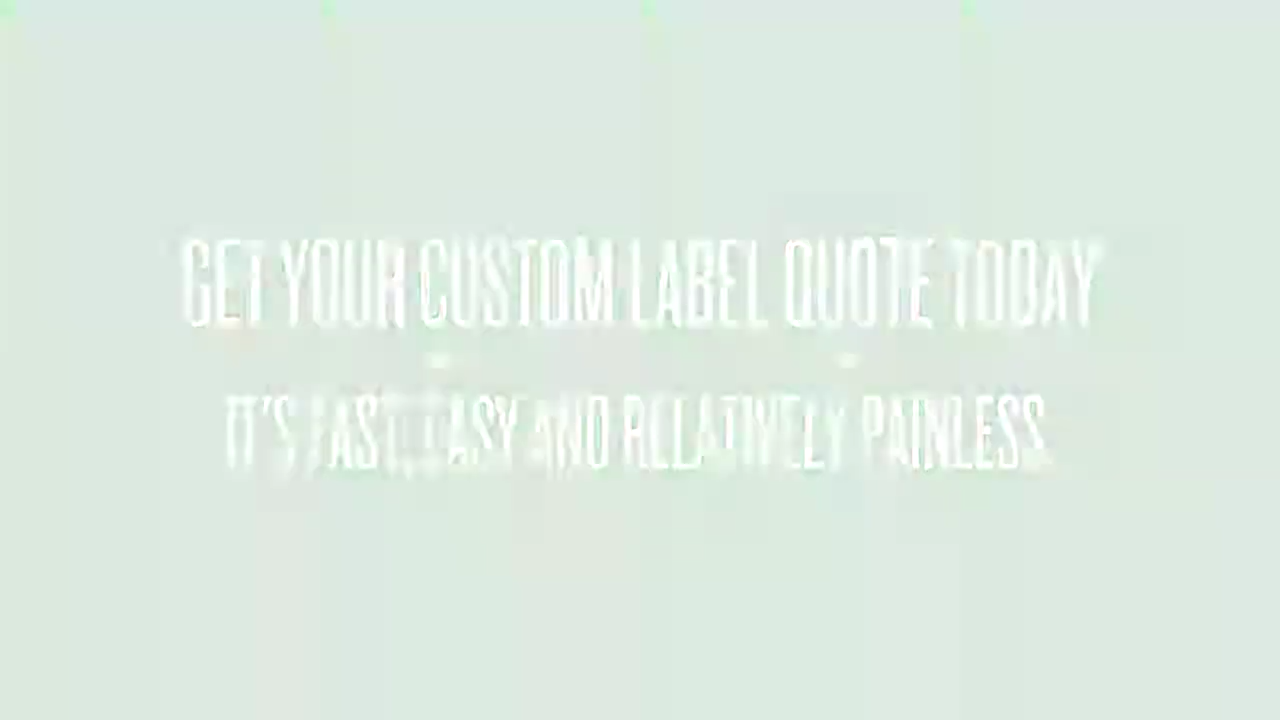 GET YOUR CUSTOM LABEL QUOTE TODAY
IT'S FAST, EASY AND RELATIVELY PAINLESS